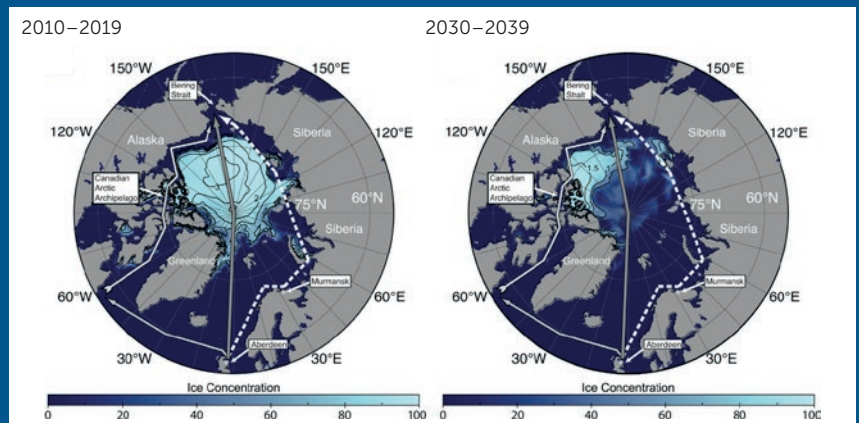 2010–2019
150°W
150°E
Bering
Strait
120°W
Alaska
Siberia
Canadian
Arctic
Archipelago
75°N
60°N
Siberia
Greenland
60°W
Murmansk
60°E
Aberdeen
30°W
30°E
Ice Concentration
0 20 40 60 80 100
2030–2039
150°W
150°E
Bering
Strait
120°W
Alaska
Siberia
1.5
Canadian
Arctic
Archipelago
75°N
60°N
Siberia
Greenland
60°W
Murmansk
60°E
Aberdeen
30°W
30°E
Ice Concentration
0 20 40 60 80 100